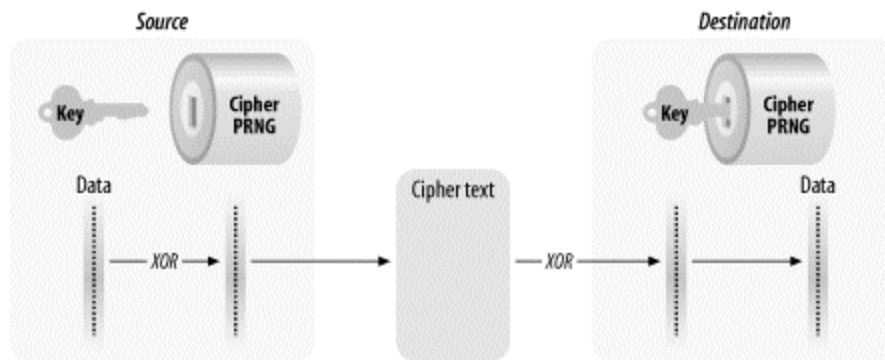 Source
Destination
Key
Cipher
PRNG
Key
Cipher
PRNG
Data
Cipher text
Data
XOR
XOR